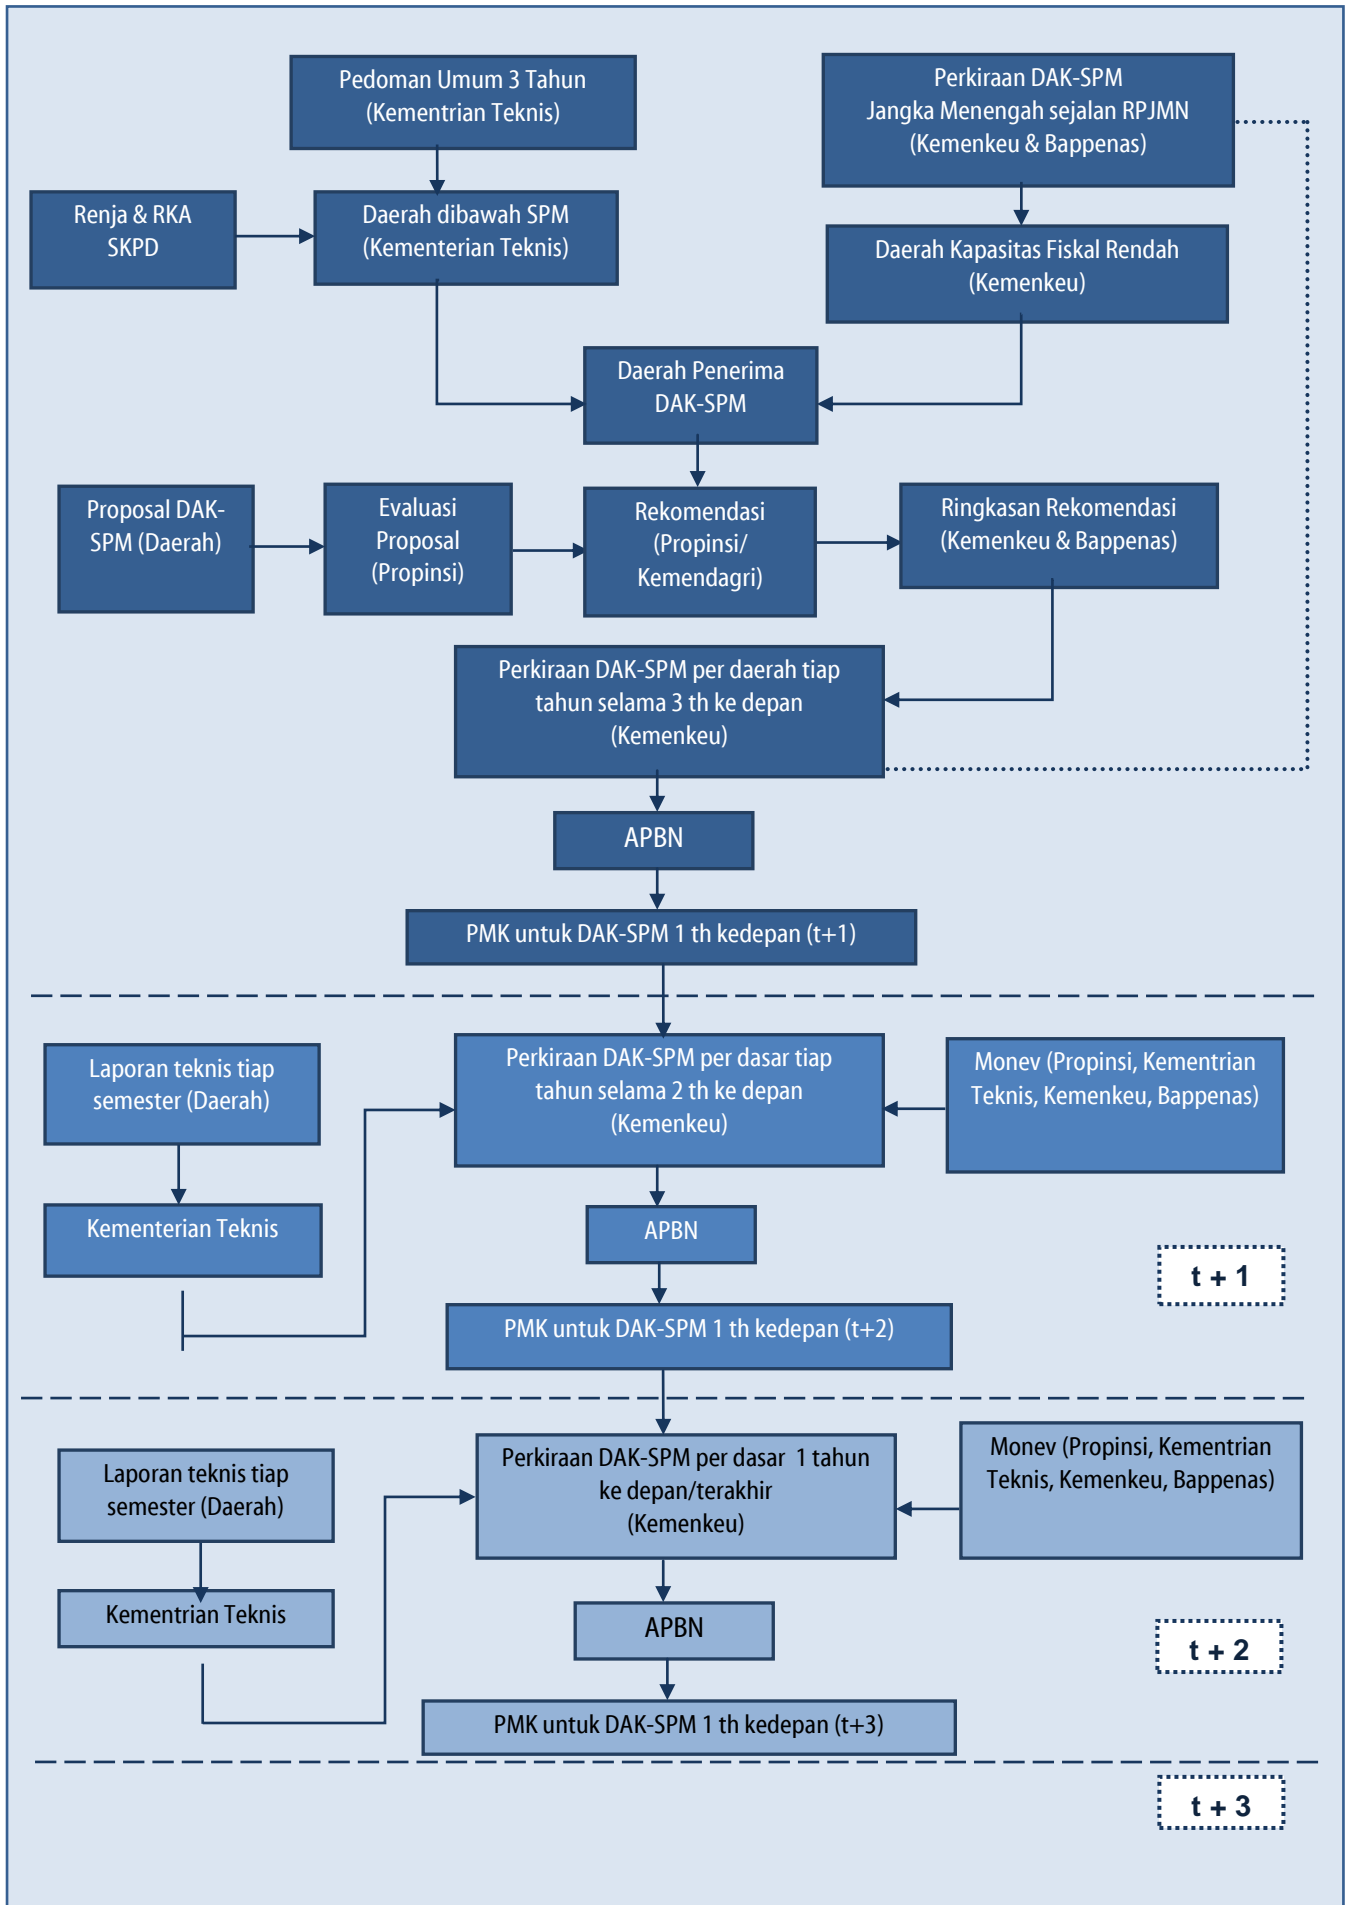 Pedoman Umum 3 Tahun
(Kementrian Teknis)
Perkiraan DAK-SPM
Jangka Menengah sejalan RPJMN
(Kemenkeu & Bappenas)
Renja & RKA
SKPD
Daerah dibawah SPM
(Kementerian Teknis)
Daerah Kapasitas Fiskal Rendah
(Kemenkeu)
Daerah Penerima
DAK-SPM
Proposal DAK-
SPM (Daerah)
Evaluasi
Proposal
(Propinsi)
Rekomendasi
(Propinsi/
Kemendagri)
Ringkasan Rekomendasi
(Kemenkeu & Bappenas)
Perkiraan DAK-SPM per daerah tiap
tahun selama 3 th ke depan
(Kemenkeu)
APBN
PMK untuk DAK-SPM 1 th kedepan (t+1)
Laporan teknis tiap
semester (Daerah)
Perkiraan DAK-SPM per dasar tiap
tahun selama 2 th ke depan
(Kemenkeu)
Monev (Propinsi, Kementrian
Teknis, Kemenkeu, Bappenas)
Kementerian Teknis
APBN
t + 1
PMK untuk DAK-SPM 1 th kedepan (t+2)
Laporan teknis tiap
semester (Daerah)
Perkiraan DAK-SPM per dasar 1 tahun
ke depan/terakhir
(Kemenkeu)
Monev (Propinsi, Kementrian
Teknis, Kemenkeu, Bappenas)
Kementrian Teknis
APBN
t + 2
PMK untuk DAK-SPM 1 th kedepan (t+3)
t + 3